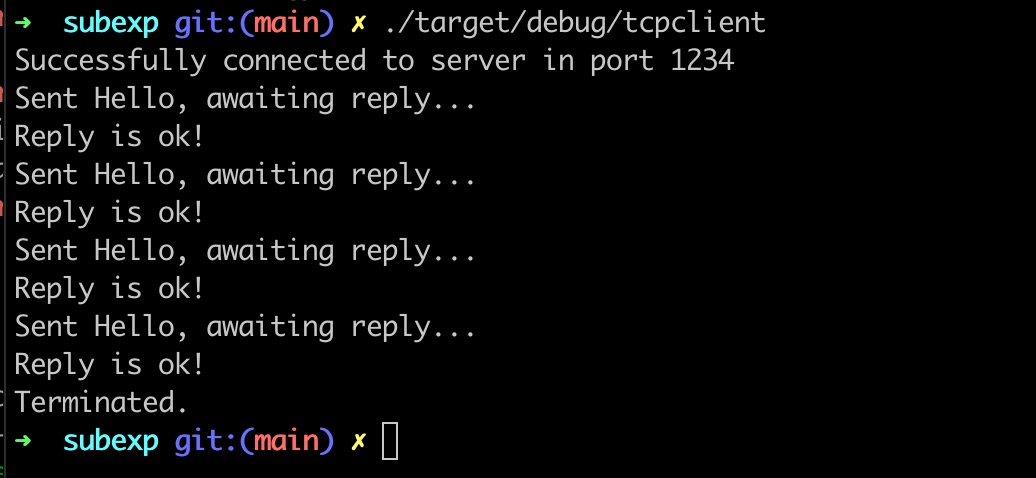 ➜  subexp git:(main) ✗ ./target/debug/tcpclient
Successfully connected to server in port 1234
Sent Hello, awaiting reply...
Reply is ok!
Sent Hello, awaiting reply...
Reply is ok!
Sent Hello, awaiting reply...
Reply is ok!
Sent Hello, awaiting reply...
Reply is ok!
Terminated.
➜  subexp git:(main) ✗